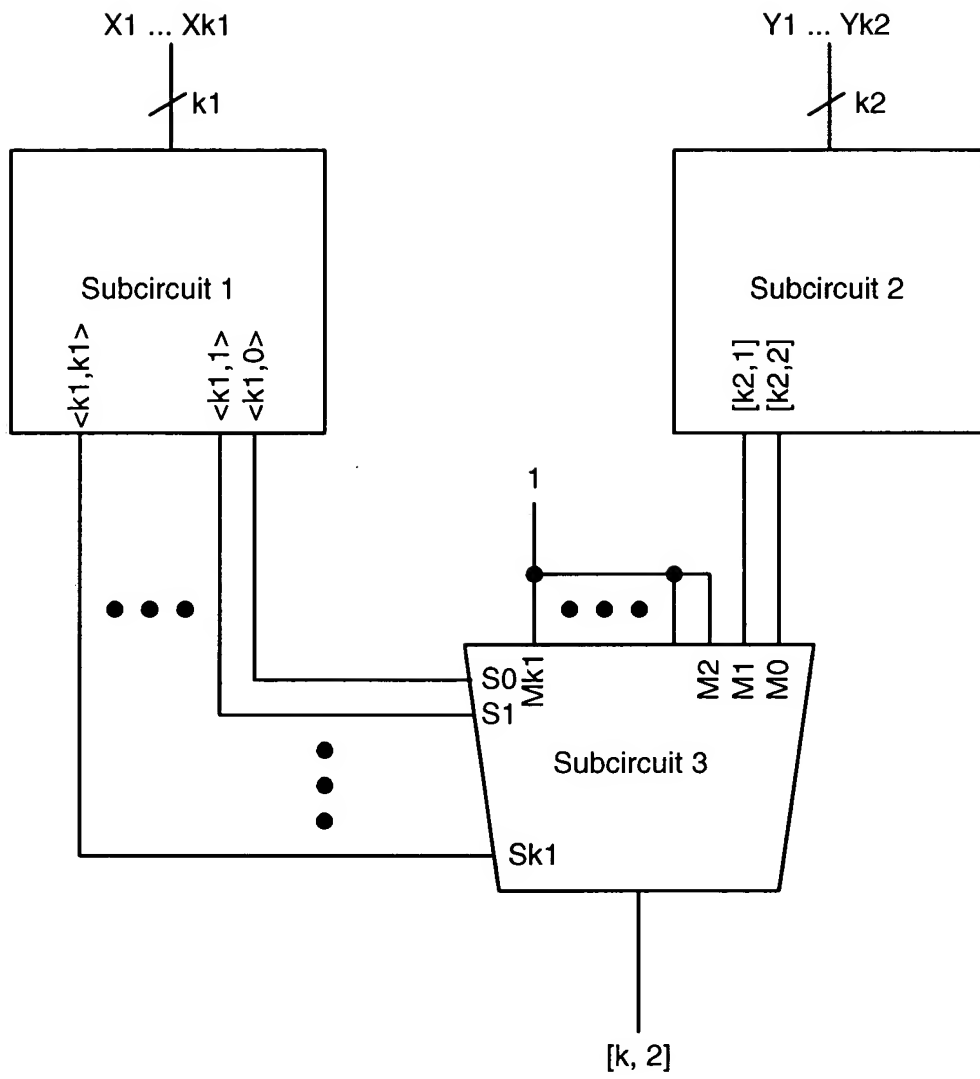 X1 ... Xk1
Y1 ... Yk2
k1
k2
Subcircuit 1
Subcircuit 2
<k1,k1>
<k1,1>
<k1,0>
[k2,1]
[k2,2]
1
S0
Mk1
M2
M1
M0
S1
Subcircuit 3
Sk1
[k, 2]